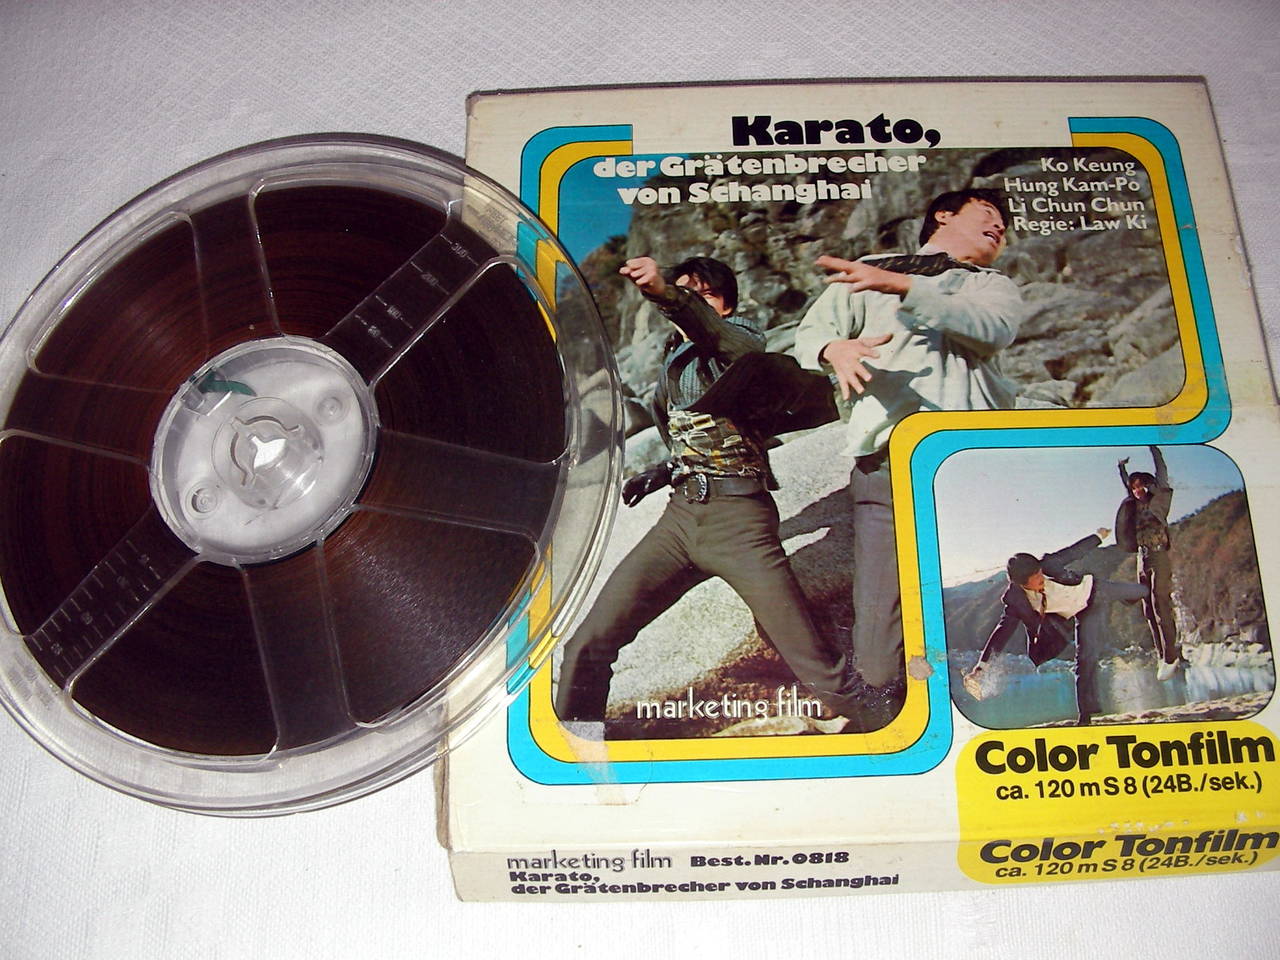 Karato,
der Grätenbrecher
von Schanghai
Ko Keung
Hung Kam-Po
Li Chun Chun
Regie: Law Ki
marketing film
Color Tonfilm
ca. 120 m S 8 (24B./sek.)
Color Tonfilm
ca. 120 m S 8 (24B./sek.)
marketing film Best. Nr. 0818
Karato,
der Grätenbrecher von Schanghai